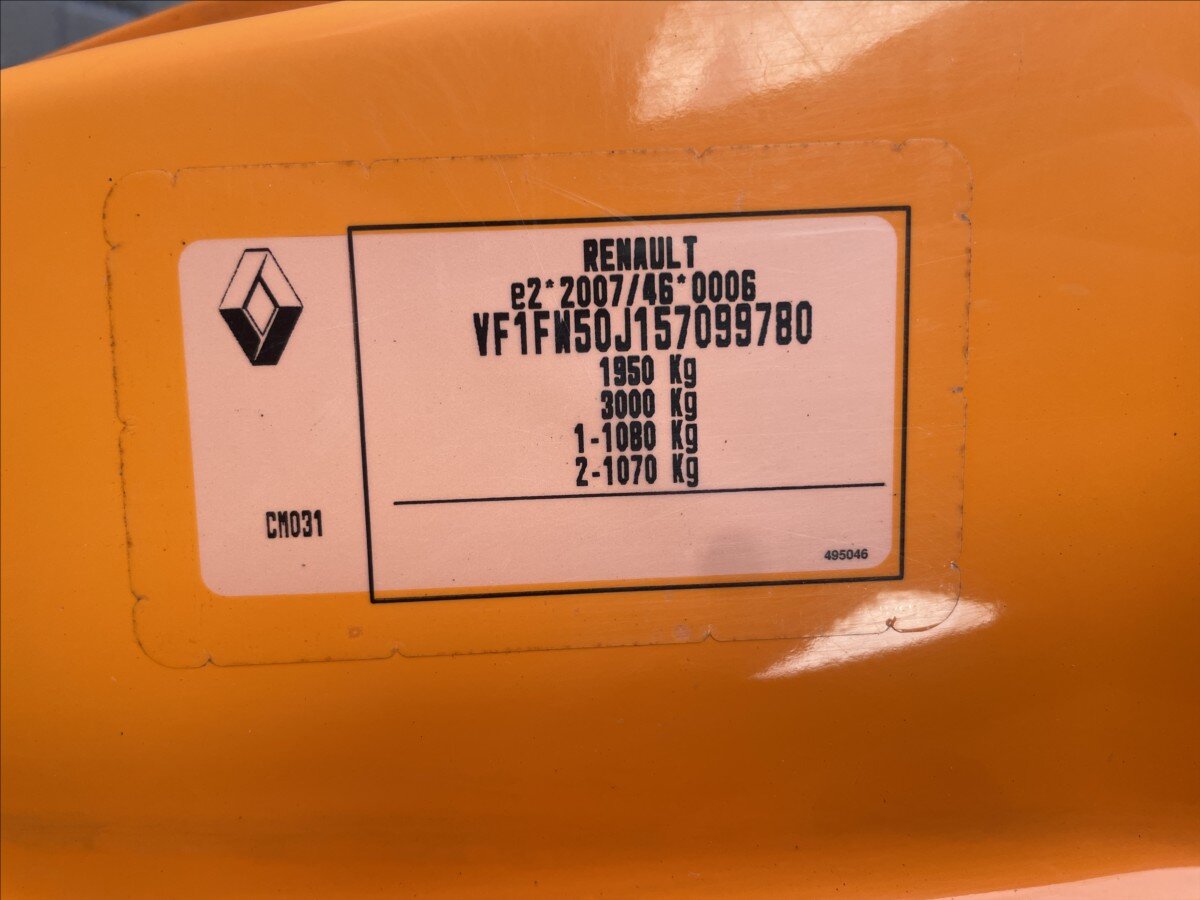 RENAULT
e2*2007/46*0006
VF1FW50J157099780
1950 Kg
3000 Kg
1-1080 Kg
2-1070 Kg
CM031
495046